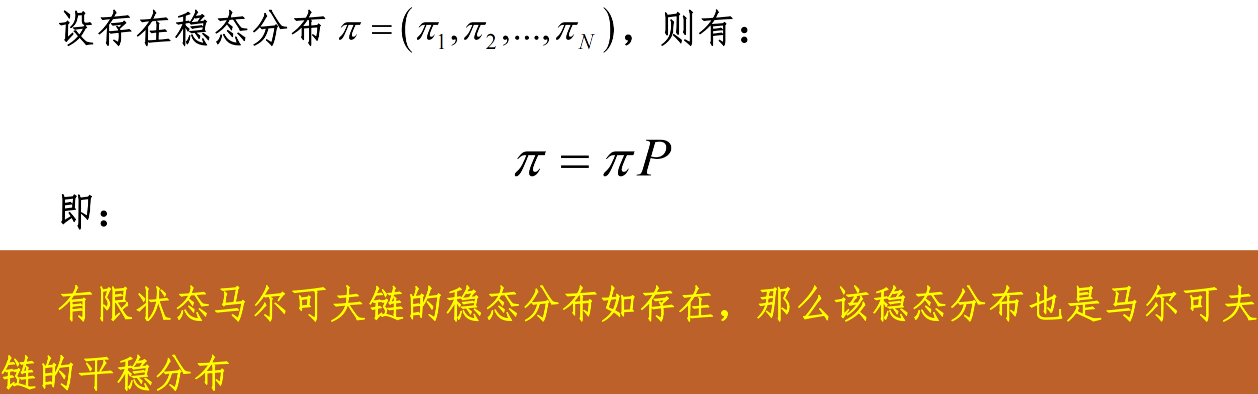 设存在稳态分布 π = (π₁,π₂,...,π_N)，则有：
π = πP
即：
有限状态马尔可夫链的稳态分布如存在，那么该稳态分布也是马尔可夫
链的平稳分布